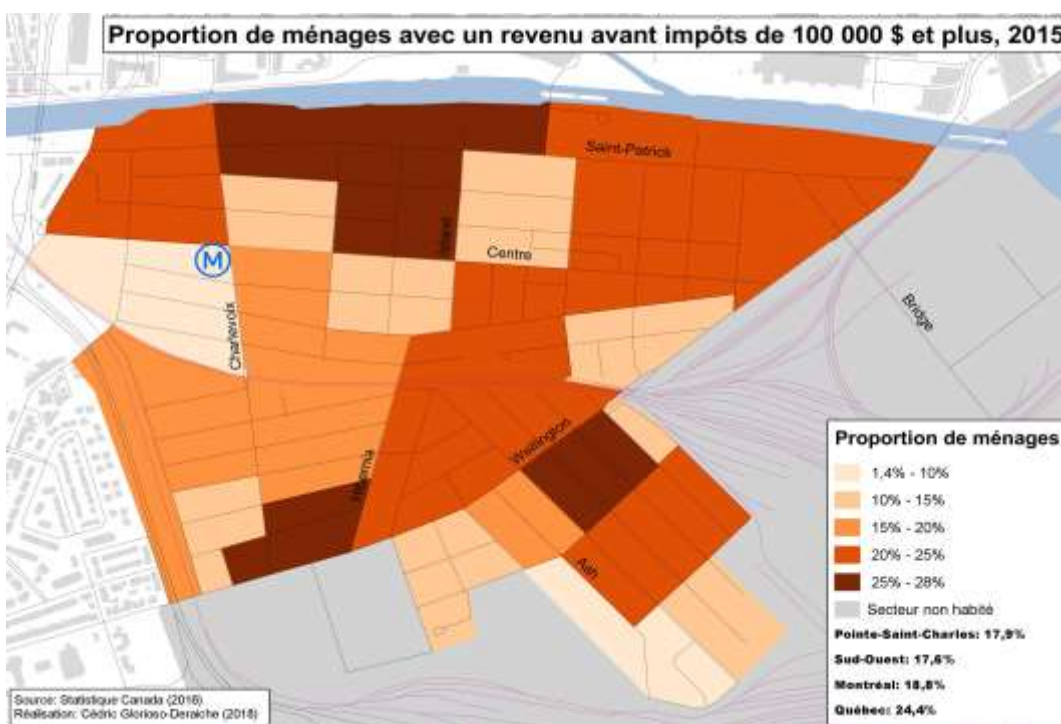 Proportion de ménages avec un revenu avant impôts de 100 000 $ et plus, 2015
Saint-Patrick
Island
Centre
M
Charlevoix
Bridge
Wellington
Hibernia
Ash
Proportion de ménages
1,4% - 10%
10% - 15%
15% - 20%
20% - 25%
25% - 28%
Secteur non habité
Pointe-Saint-Charles: 17,9%
Sud-Ouest: 17,6%
Montréal: 18,8%
Québec: 24,4%
Source: Statistique Canada (2016)
Réalisation: Cédric Glorioso-Deraiche (2018)